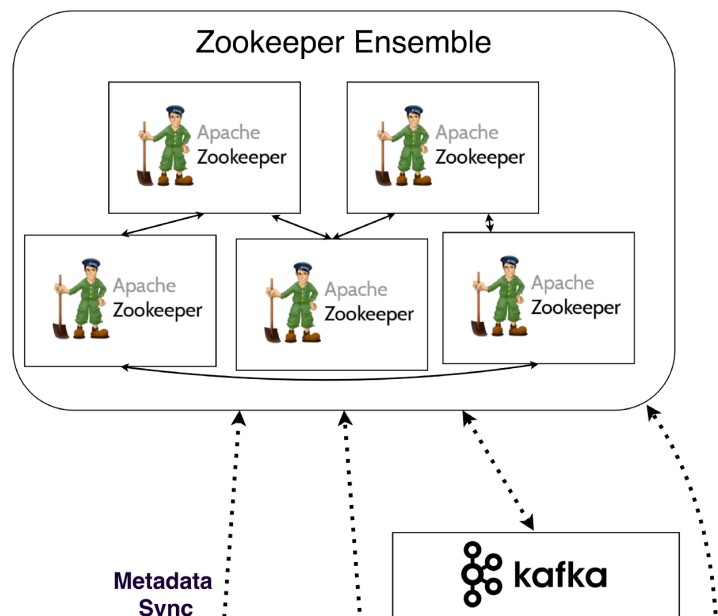 Zookeeper Ensemble
Apache
Zookeeper
Apache
Zookeeper
Apache
Zookeeper
Apache
Zookeeper
Apache
Zookeeper
Metadata
Sync
kafka